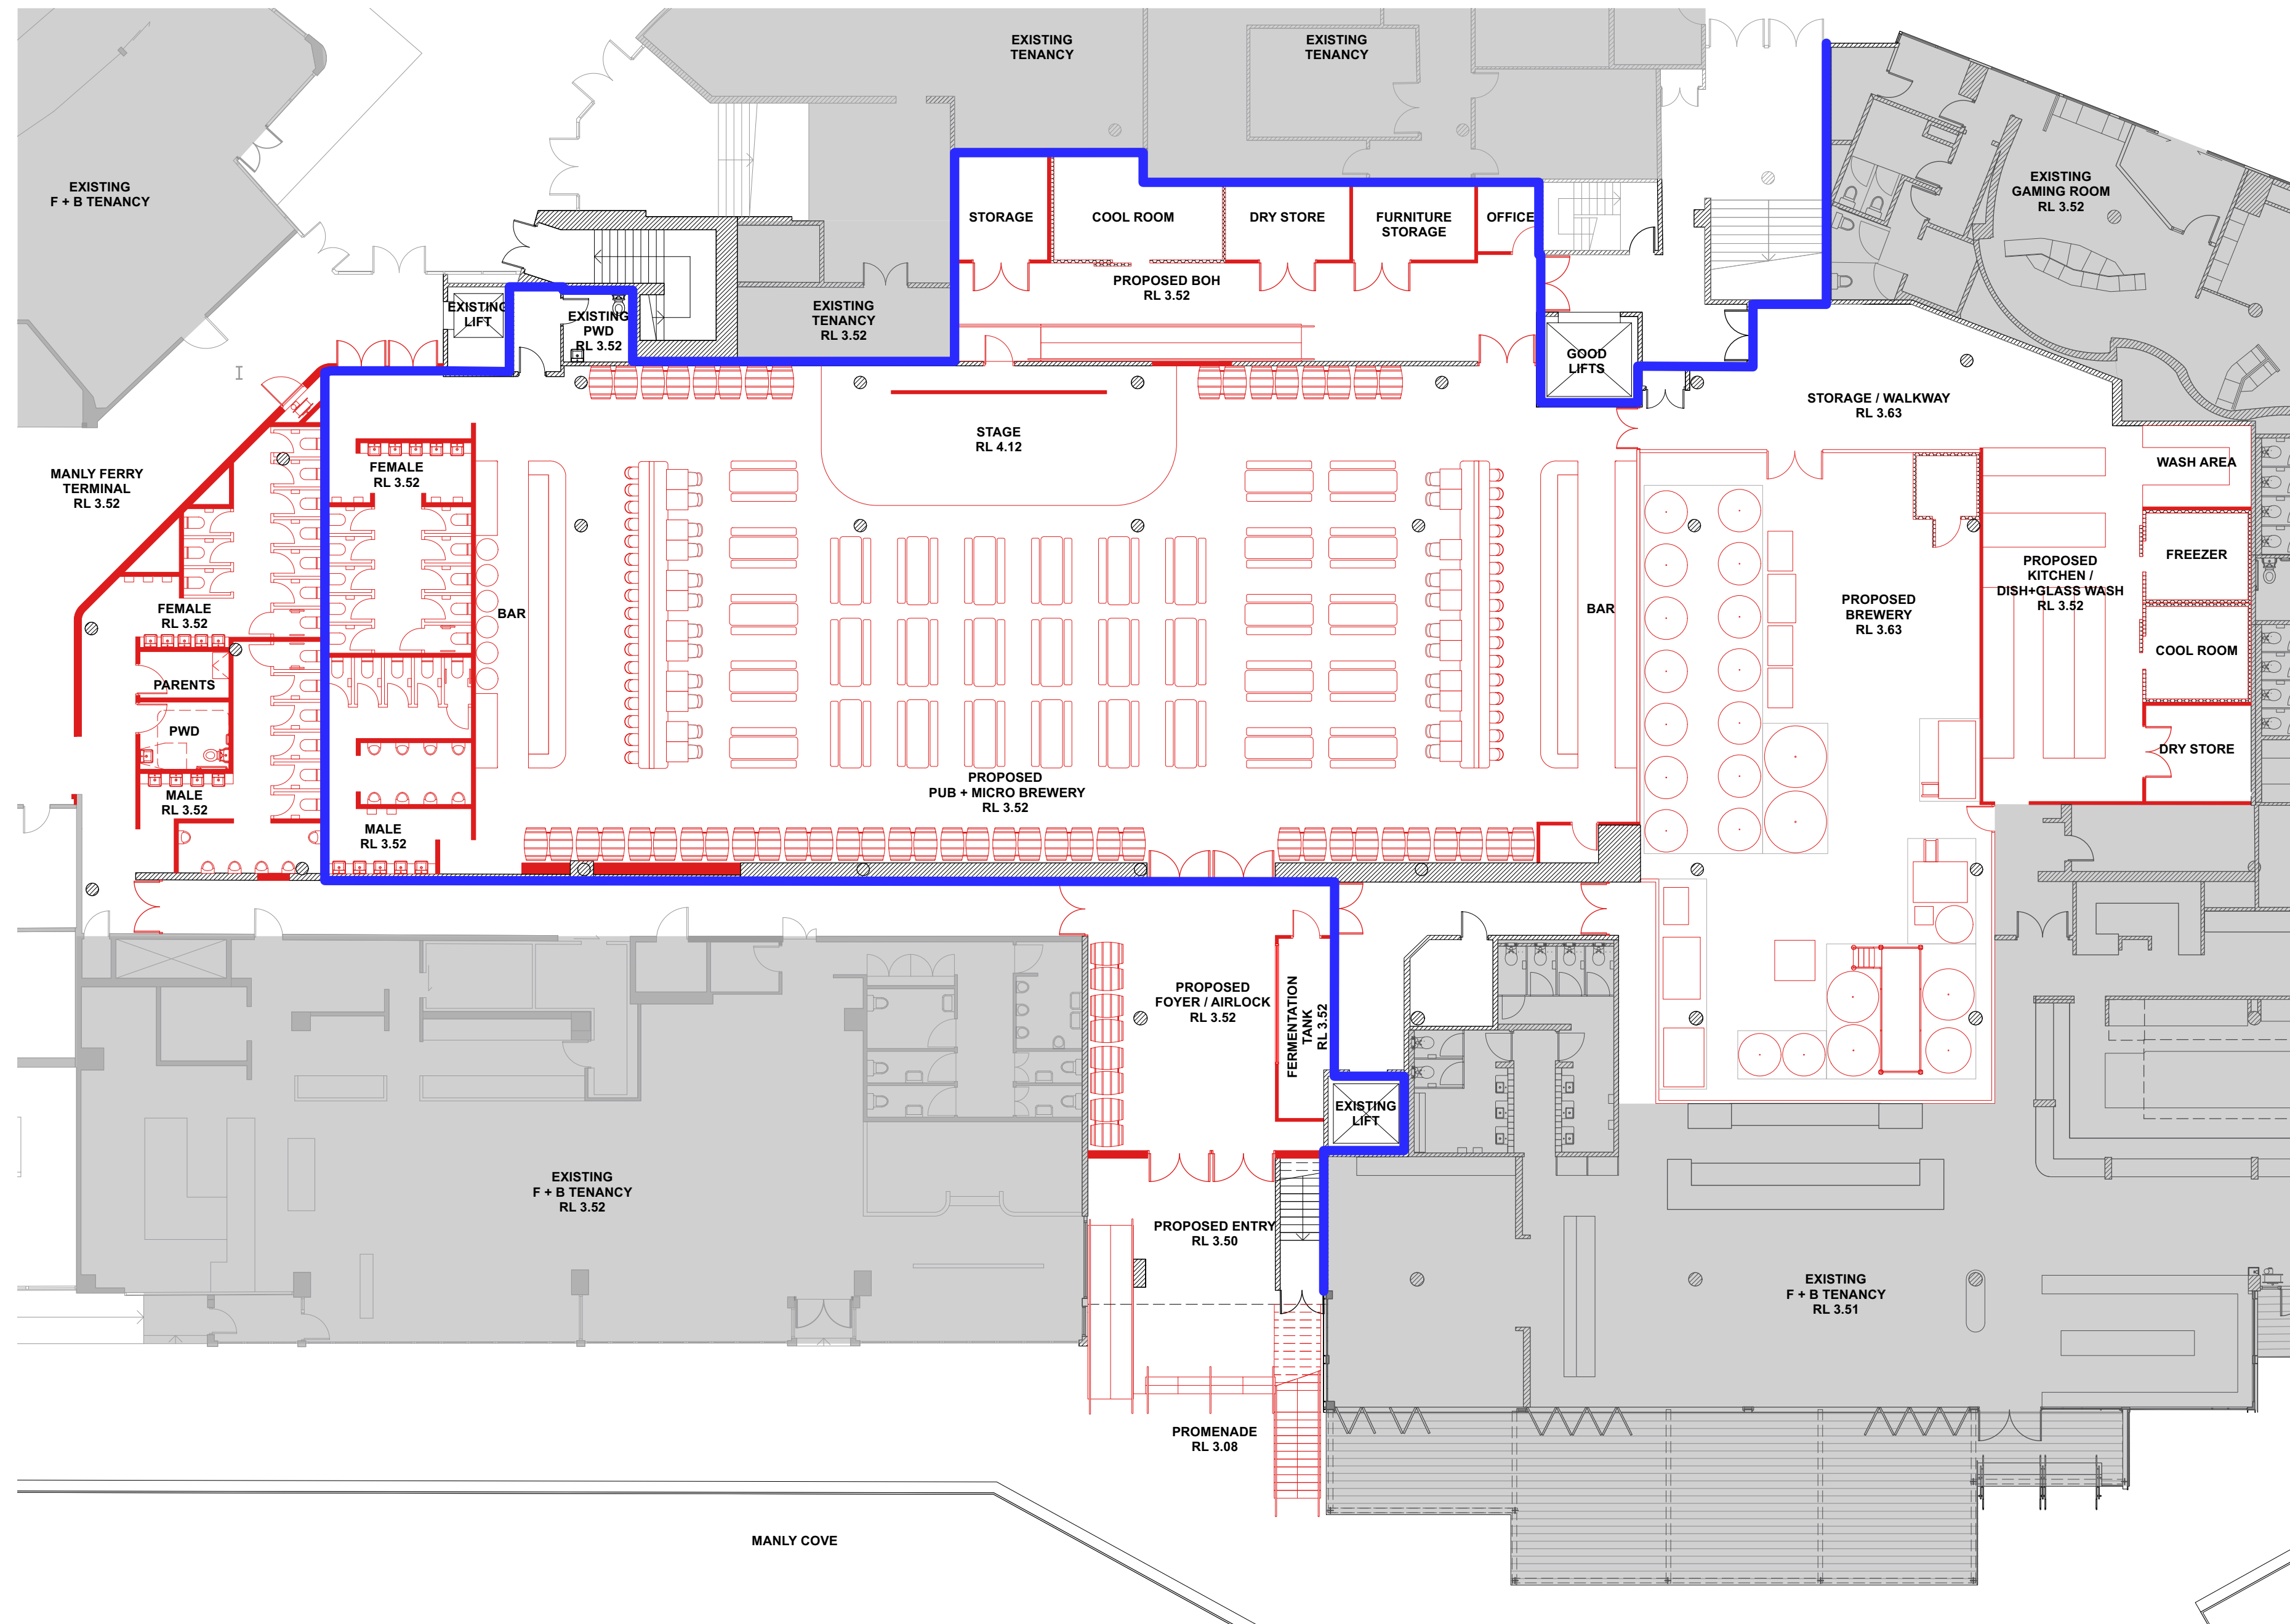 EXISTING
TENANCY
EXISTING
TENANCY
EXISTING
F + B TENANCY
EXISTING
GAMING ROOM
RL 3.52
STORAGE
COOL ROOM
DRY STORE
FURNITURE
STORAGE
OFFICE
PROPOSED BOH
RL 3.52
EXISTING
LIFT
EXISTING
PWD
RL 3.52
EXISTING
TENANCY
RL 3.52
GOOD
LIFTS
STORAGE / WALKWAY
RL 3.63
STAGE
RL 4.12
MANLY FERRY
TERMINAL
RL 3.52
FEMALE
RL 3.52
WASH AREA
FREEZER
PROPOSED
KITCHEN /
DISH+GLASS WASH
RL 3.52
FEMALE
RL 3.52
BAR
BAR
PROPOSED
BREWERY
RL 3.63
COOL ROOM
PARENTS
PWD
DRY STORE
MALE
RL 3.52
PROPOSED
PUB + MICRO BREWERY
RL 3.52
MALE
RL 3.52
PROPOSED
FOYER / AIRLOCK
RL 3.52
FERMENTATION
TANK
RL 3.52
EXISTING
LIFT
EXISTING
F + B TENANCY
RL 3.52
PROPOSED ENTRY
RL 3.50
EXISTING
F + B TENANCY
RL 3.51
PROMENADE
RL 3.08
MANLY COVE